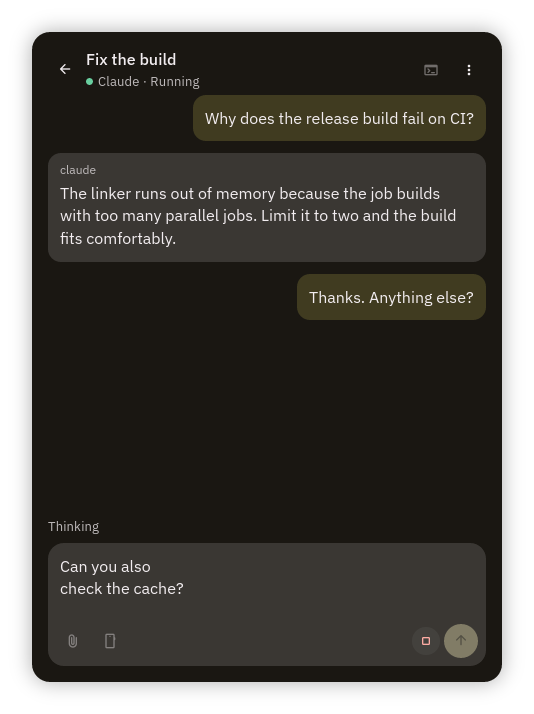 Fix the build
Claude · Running
Why does the release build fail on CI?
claude
The linker runs out of memory because the job builds
with too many parallel jobs. Limit it to two and the build
fits comfortably.
Thanks. Anything else?
Thinking
Can you also
check the cache?